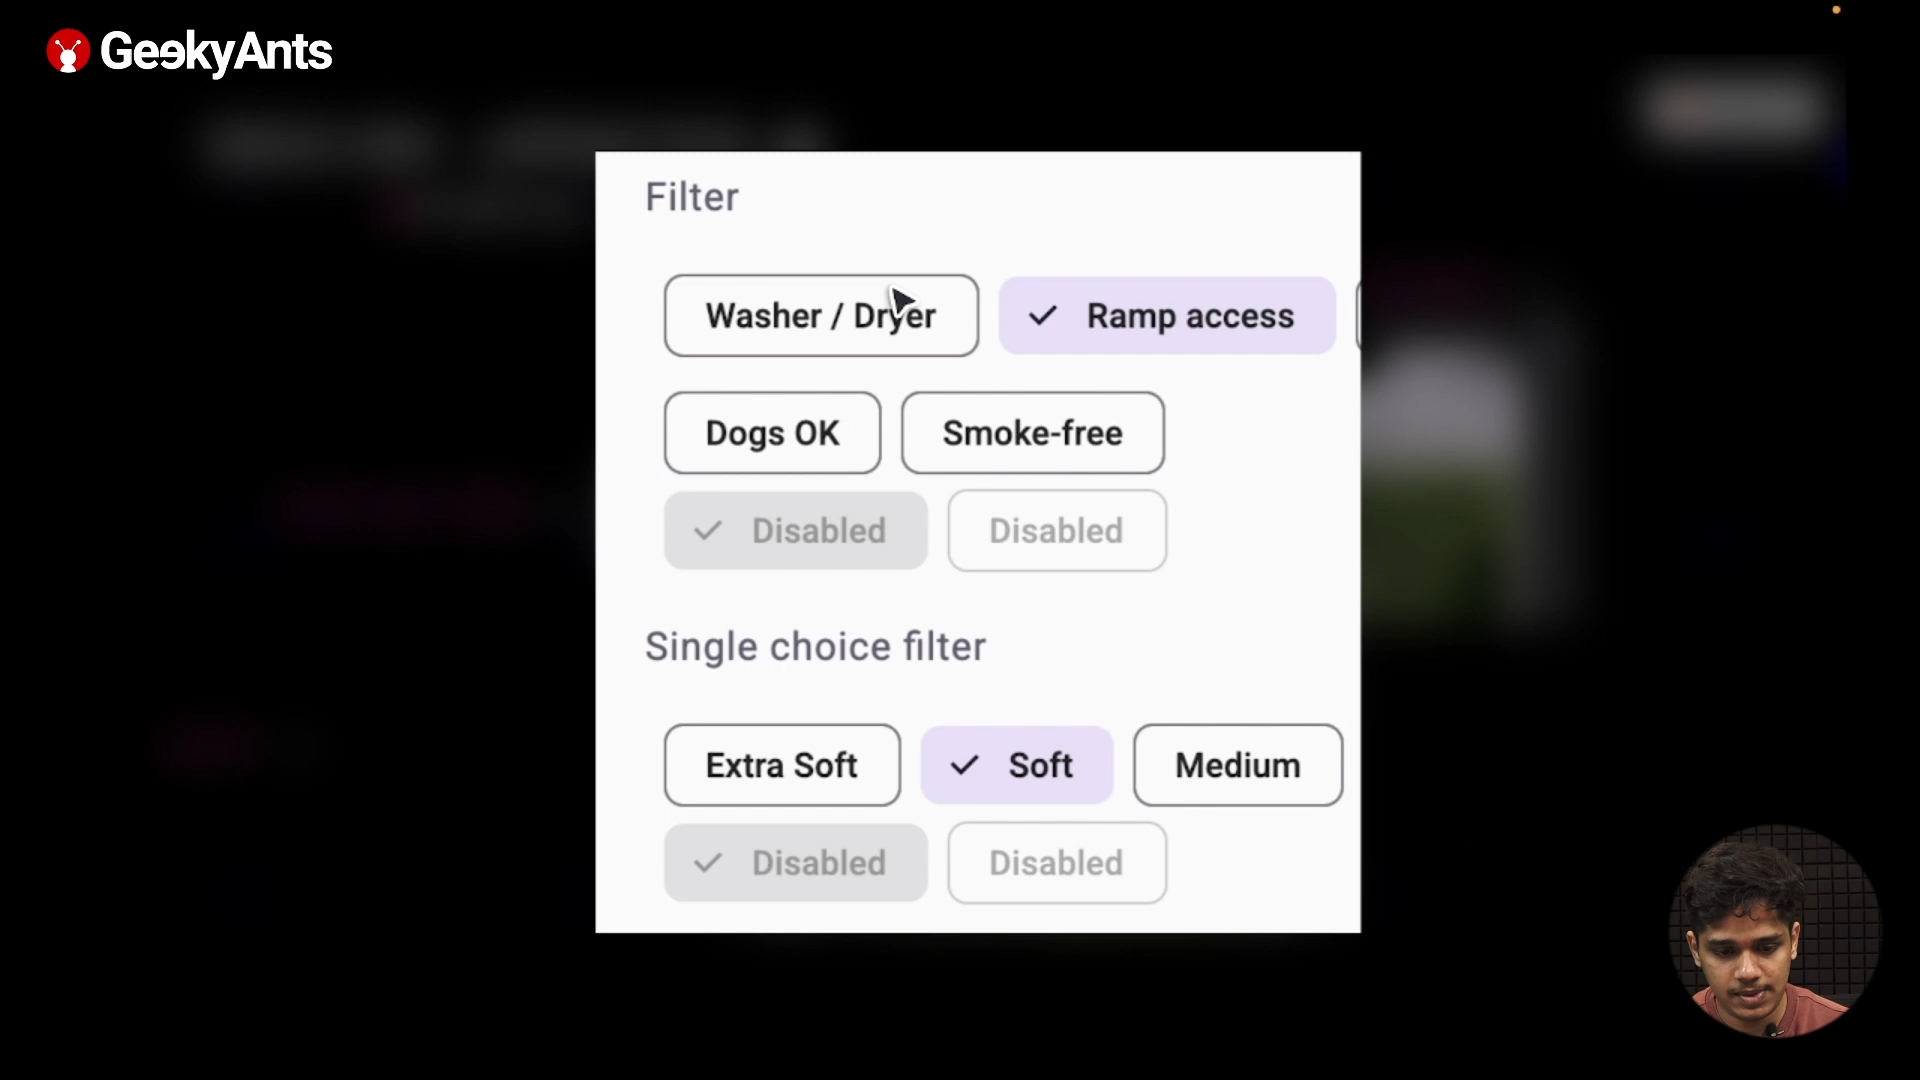 GeekyAnts
Filter
Washer / Dryer
Ramp access
Dogs OK
Smoke-free
Disabled
Disabled
Single choice filter
Extra Soft
Soft
Medium
Disabled
Disabled